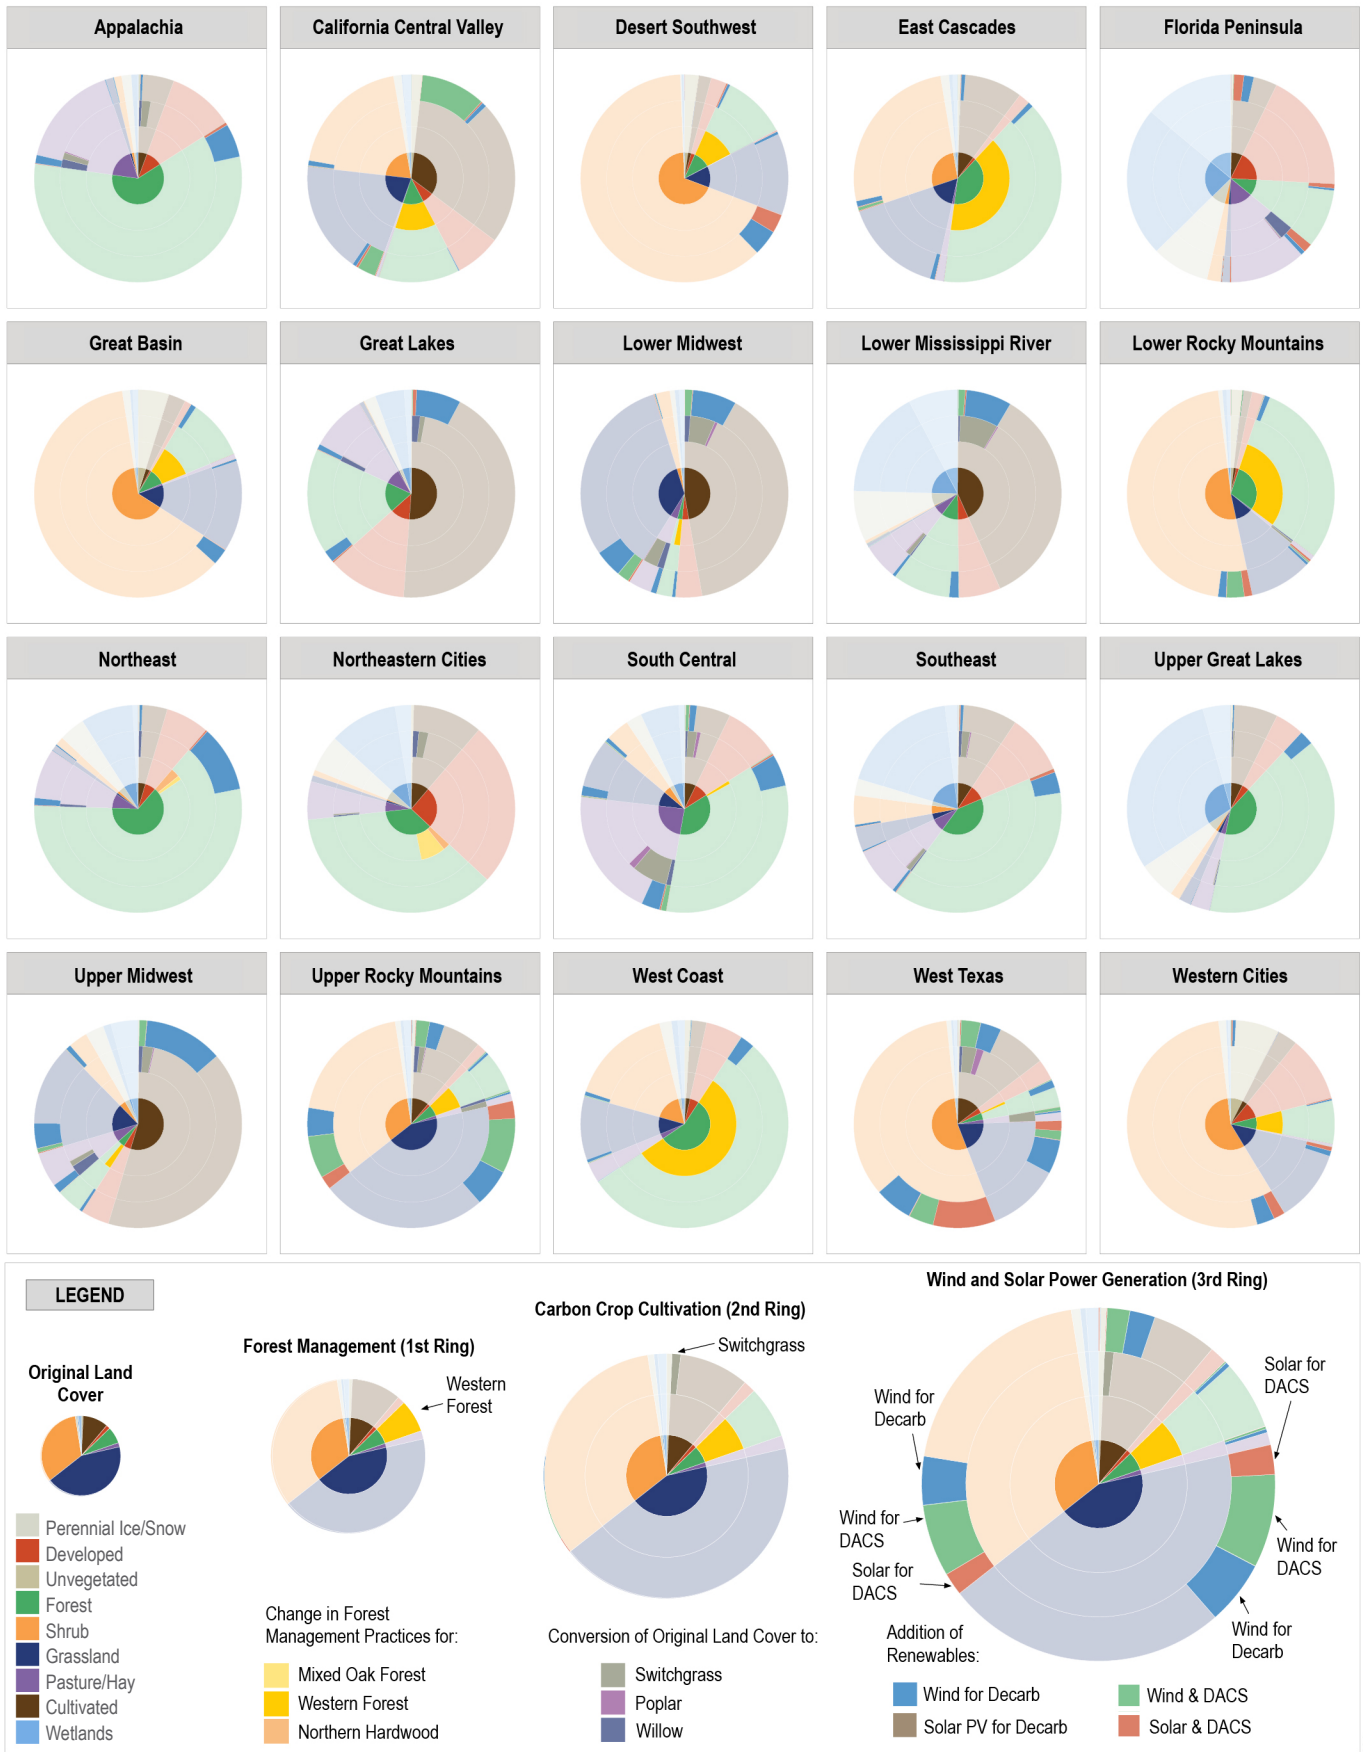 Appalachia
California Central Valley
Desert Southwest
East Cascades
Florida Peninsula
Great Basin
Great Lakes
Lower Midwest
Lower Mississippi River
Lower Rocky Mountains
Northeast
Northeastern Cities
South Central
Southeast
Upper Great Lakes
Upper Midwest
Upper Rocky Mountains
West Coast
West Texas
Western Cities
LEGEND
Original Land
Cover
Perennial Ice/Snow
Developed
Unvegetated
Forest
Shrub
Grassland
Pasture/Hay
Cultivated
Wetlands
Forest Management (1st Ring)
Western
Forest
Change in Forest
Management Practices for:
Mixed Oak Forest
Western Forest
Northern Hardwood
Carbon Crop Cultivation (2nd Ring)
Switchgrass
Conversion of Original Land Cover to:
Switchgrass
Poplar
Willow
Wind and Solar Power Generation (3rd Ring)
Solar for
DACS
Wind for
Decarb
Wind for
DACS
Solar for
DACS
Wind for
DACS
Wind for
Decarb
Addition of
Renewables:
Wind for Decarb
Solar PV for Decarb
Wind & DACS
Solar & DACS